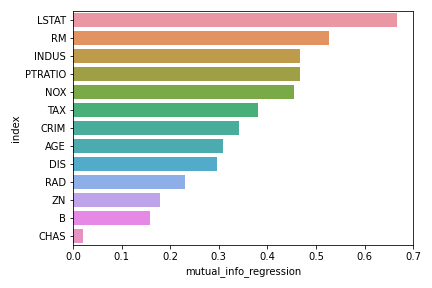 LSTAT
RM
INDUS
PTRATIO
NOX
TAX
CRIM
AGE
DIS
RAD
ZN
B
CHAS
index
0.0 0.1 0.2 0.3 0.4 0.5 0.6 0.7
mutual_info_regression